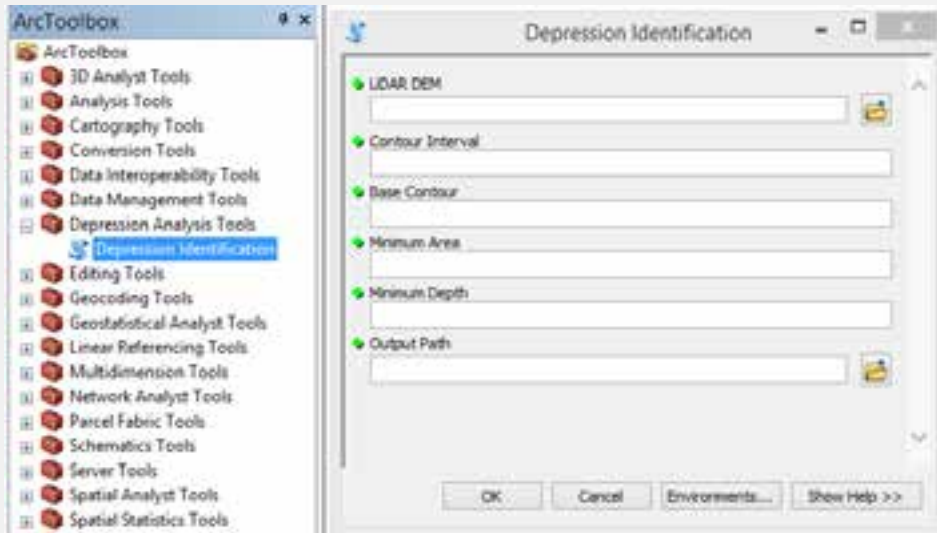 ArcToolbox
ArcToolbox
3D Analyst Tools
Analysis Tools
Cartography Tools
Conversion Tools
Data Interoperability Tools
Data Management Tools
Depression Analysis Tools
Depression Identification
Editing Tools
Geocoding Tools
Geostatistical Analyst Tools
Linear Referencing Tools
Multidimension Tools
Network Analyst Tools
Parcel Fabric Tools
Schematics Tools
Server Tools
Spatial Analyst Tools
Spatial Statistics Tools
Depression Identification
LiDAR DEM
Contour Interval
Base Contour
Minimum Area
Minimum Depth
Output Path
OK
Cancel
Environments...
Show Help >>